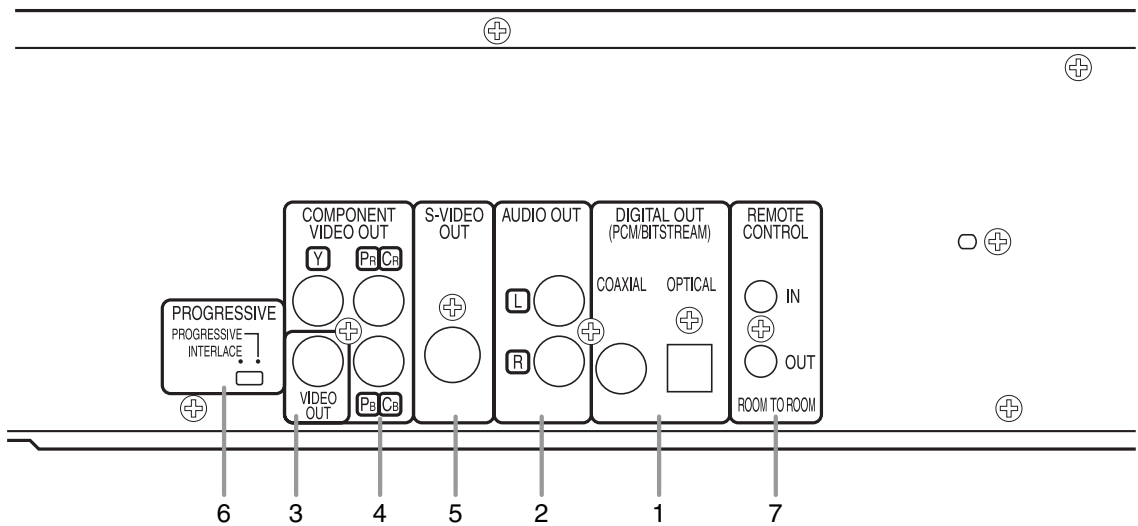 COMPONENT
VIDEO OUT
Y
PR CR
VIDEO
OUT
PB CB
S-VIDEO
OUT
AUDIO OUT
L
R
DIGITAL OUT
(PCM/BITSTREAM)
COAXIAL OPTICAL
REMOTE
CONTROL
IN
OUT
ROOM TO ROOM
PROGRESSIVE
PROGRESSIVE
INTERLACE
6 3 4 5 2 1 7